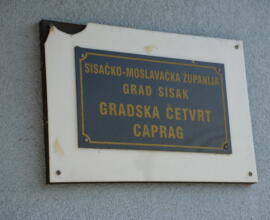 SISAČKO-MOSLAVAČKA ŽUPANIJA
GRAD SISAK
GRADSKA ČETVRT
CAPRAG